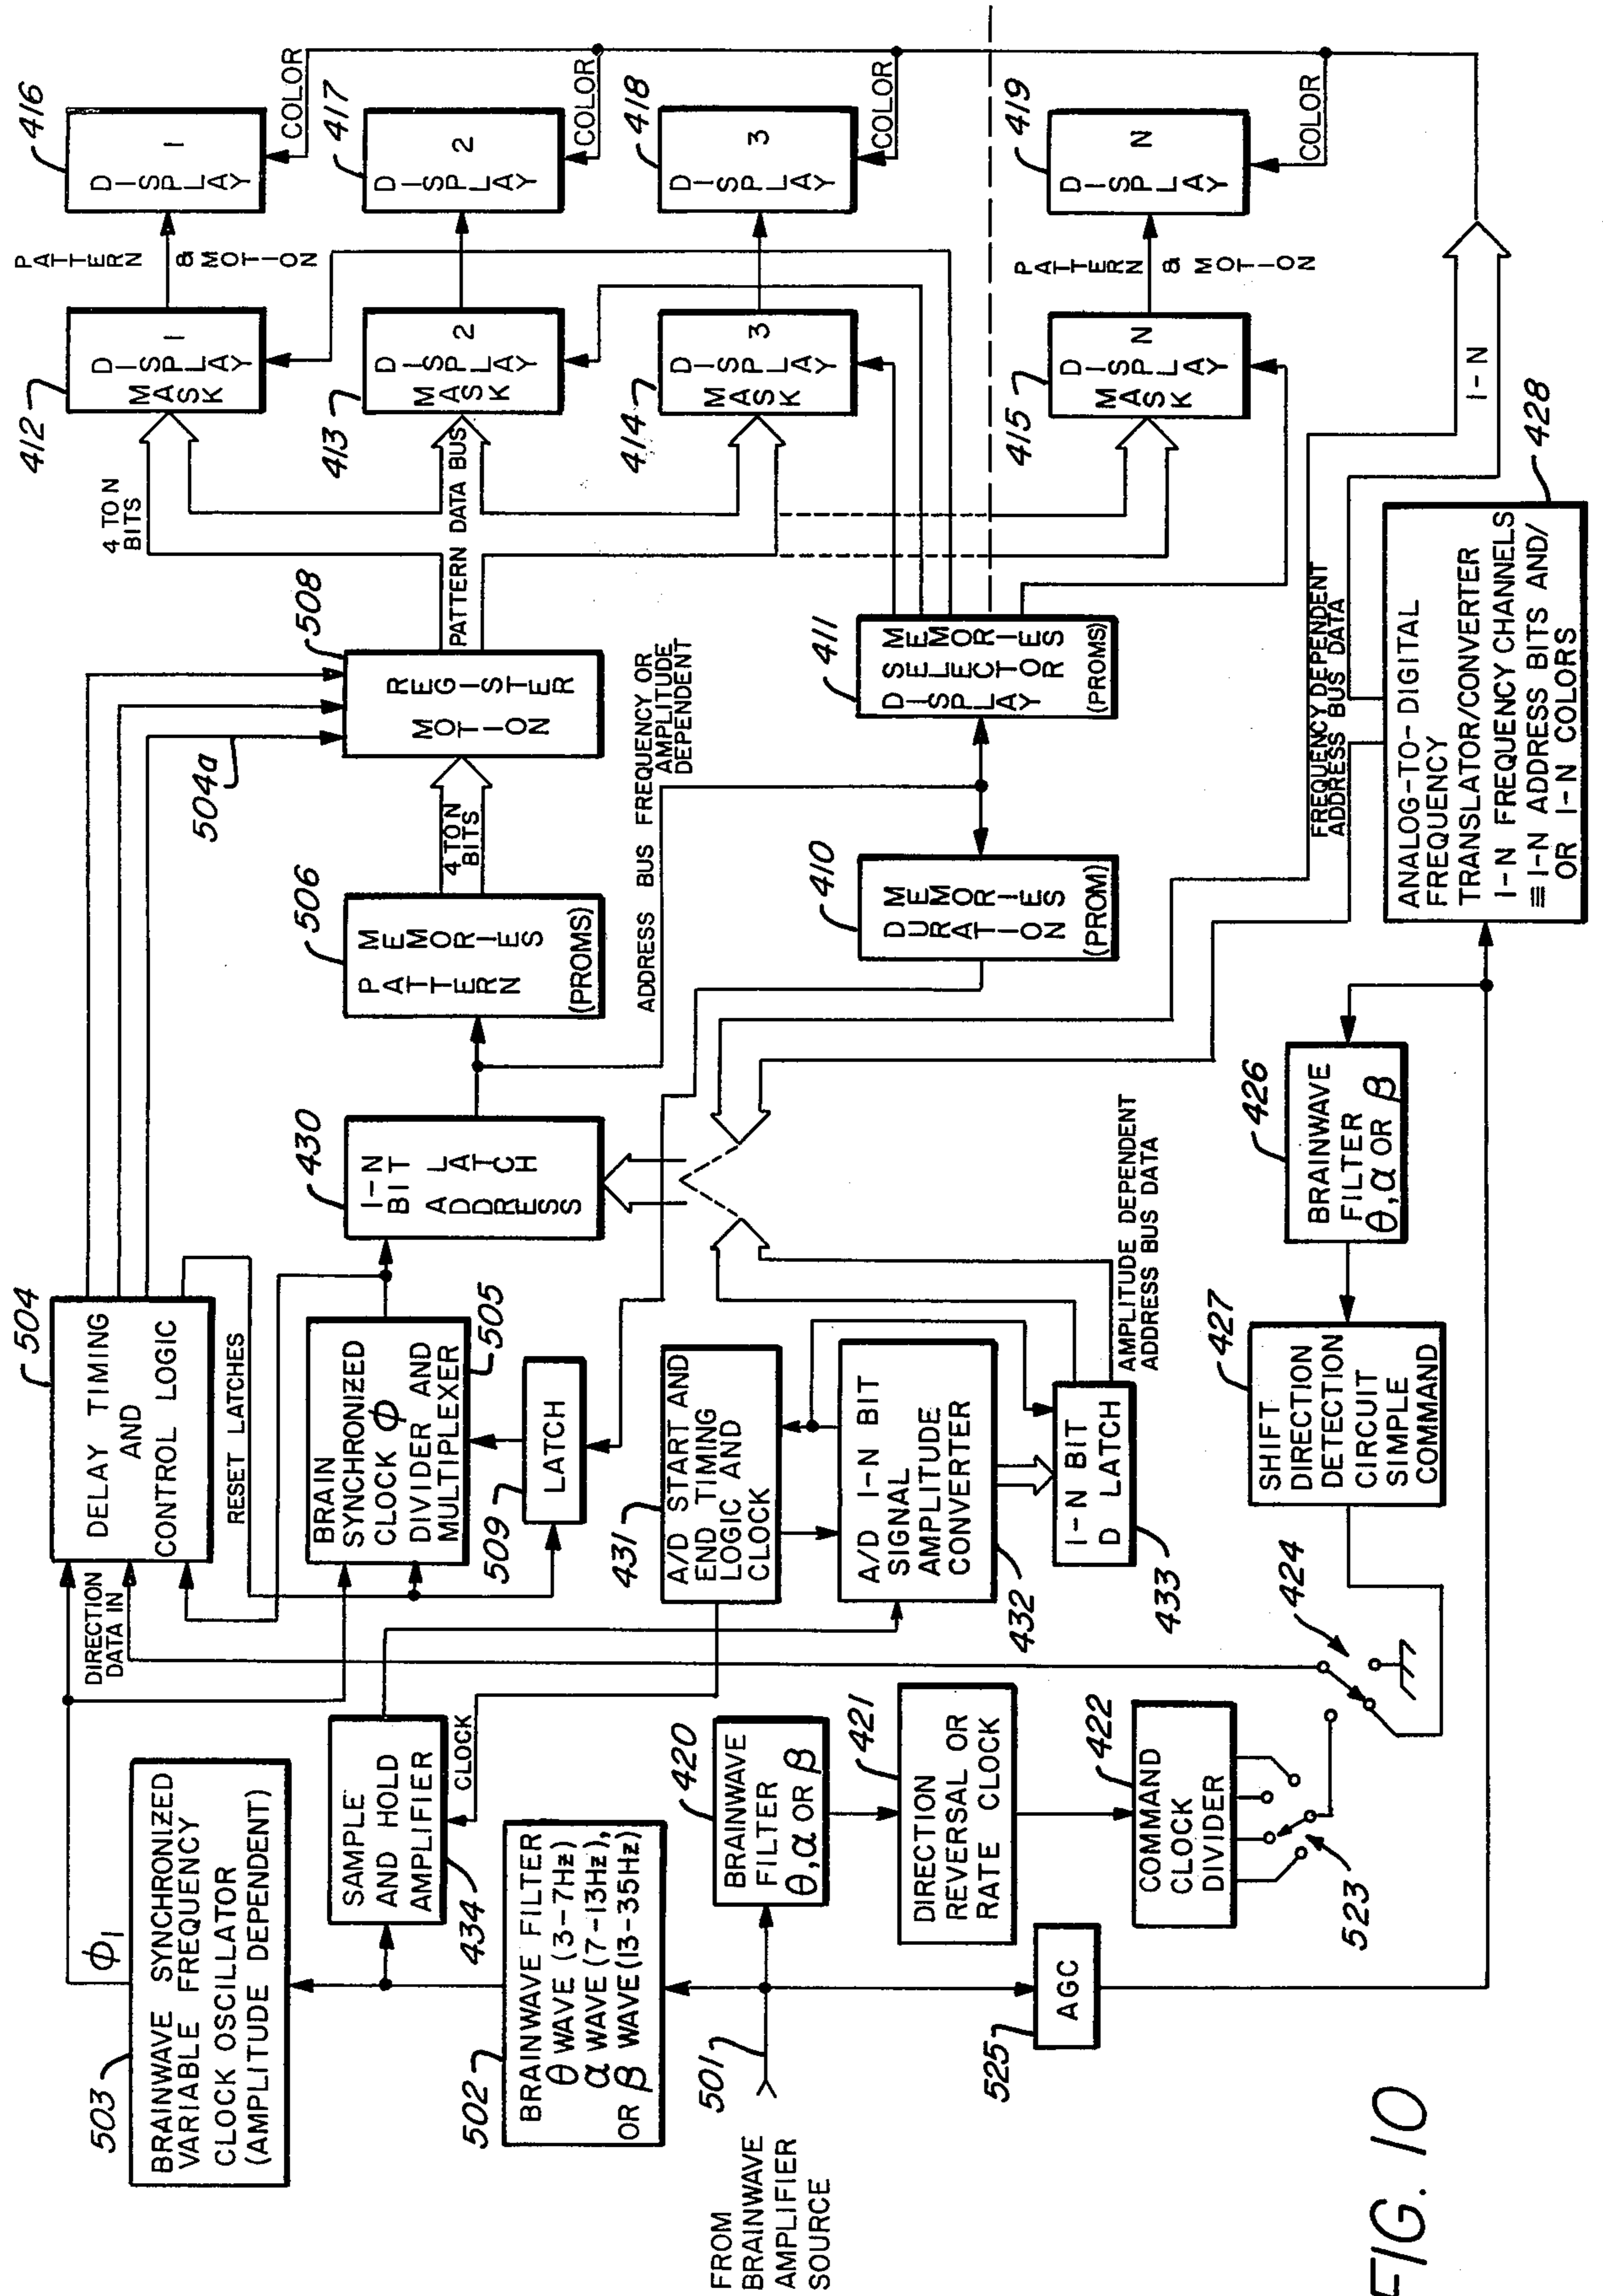 503
BRAINWAVE SYNCHRONIZED
VARIABLE FREQUENCY
CLOCK OSCILLATOR
(AMPLITUDE DEPENDENT)
ϕ1
504
DELAY TIMING
AND
CONTROL LOGIC
DIRECTION
DATA IN
RESET LATCHES
502
BRAINWAVE FILTER
θ WAVE (3-7Hz)
α WAVE (7-13Hz),
OR β WAVE (13-35Hz)
SAMPLE
AND HOLD
AMPLIFIER
434
CLOCK
BRAIN
SYNCHRONIZED
CLOCK ϕ
DIVIDER AND
MULTIPLEXER
505
509
LATCH
430
1-N
BIT LATCH
ADDRESS
506
PATTERN MEMORIES
(PROMS)
4 TO N
BITS
504a
508
MOTION REGISTER
PATTERN DATA BUS
4 TO N
BITS
412
MASK DISPLAY 1
413
MASK DISPLAY 2
414
MASK DISPLAY 3
415
MASK DISPLAY N
PATTERN & MOTION
PATTERN & MOTION
416
DISPLAY 1
COLOR
417
DISPLAY 2
COLOR
418
DISPLAY 3
COLOR
419
DISPLAY N
COLOR
ADDRESS BUS FREQUENCY OR
AMPLITUDE
DEPENDENT
410
DURATION MEMORIES
(PROM)
411
DISPLAY SELECTOR MEMORIES
(PROMS)
D
431
A/D START AND
END TIMING
LOGIC AND
CLOCK
A/D 1-N BIT
SIGNAL
AMPLITUDE
CONVERTER
432
1-N BIT
D LATCH
433
AMPLITUDE DEPENDENT
ADDRESS BUS DATA
FROM
BRAINWAVE
AMPLIFIER
SOURCE
501
420
BRAINWAVE
FILTER
θ, α OR β
421
DIRECTION
REVERSAL OR
RATE CLOCK
422
COMMAND
CLOCK
DIVIDER
523
525
AGC
424
427
SHIFT
DIRECTION
DETECTION
CIRCUIT
SIMPLE
COMMAND
426
BRAINWAVE
FILTER
θ, α OR β
FREQUENCY DEPENDENT
ADDRESS BUS DATA
ANALOG-TO-DIGITAL
FREQUENCY
TRANSLATOR/CONVERTER
1-N FREQUENCY CHANNELS
≡ 1-N ADDRESS BITS AND/
OR 1-N COLORS
428
1-N
FIG. 10